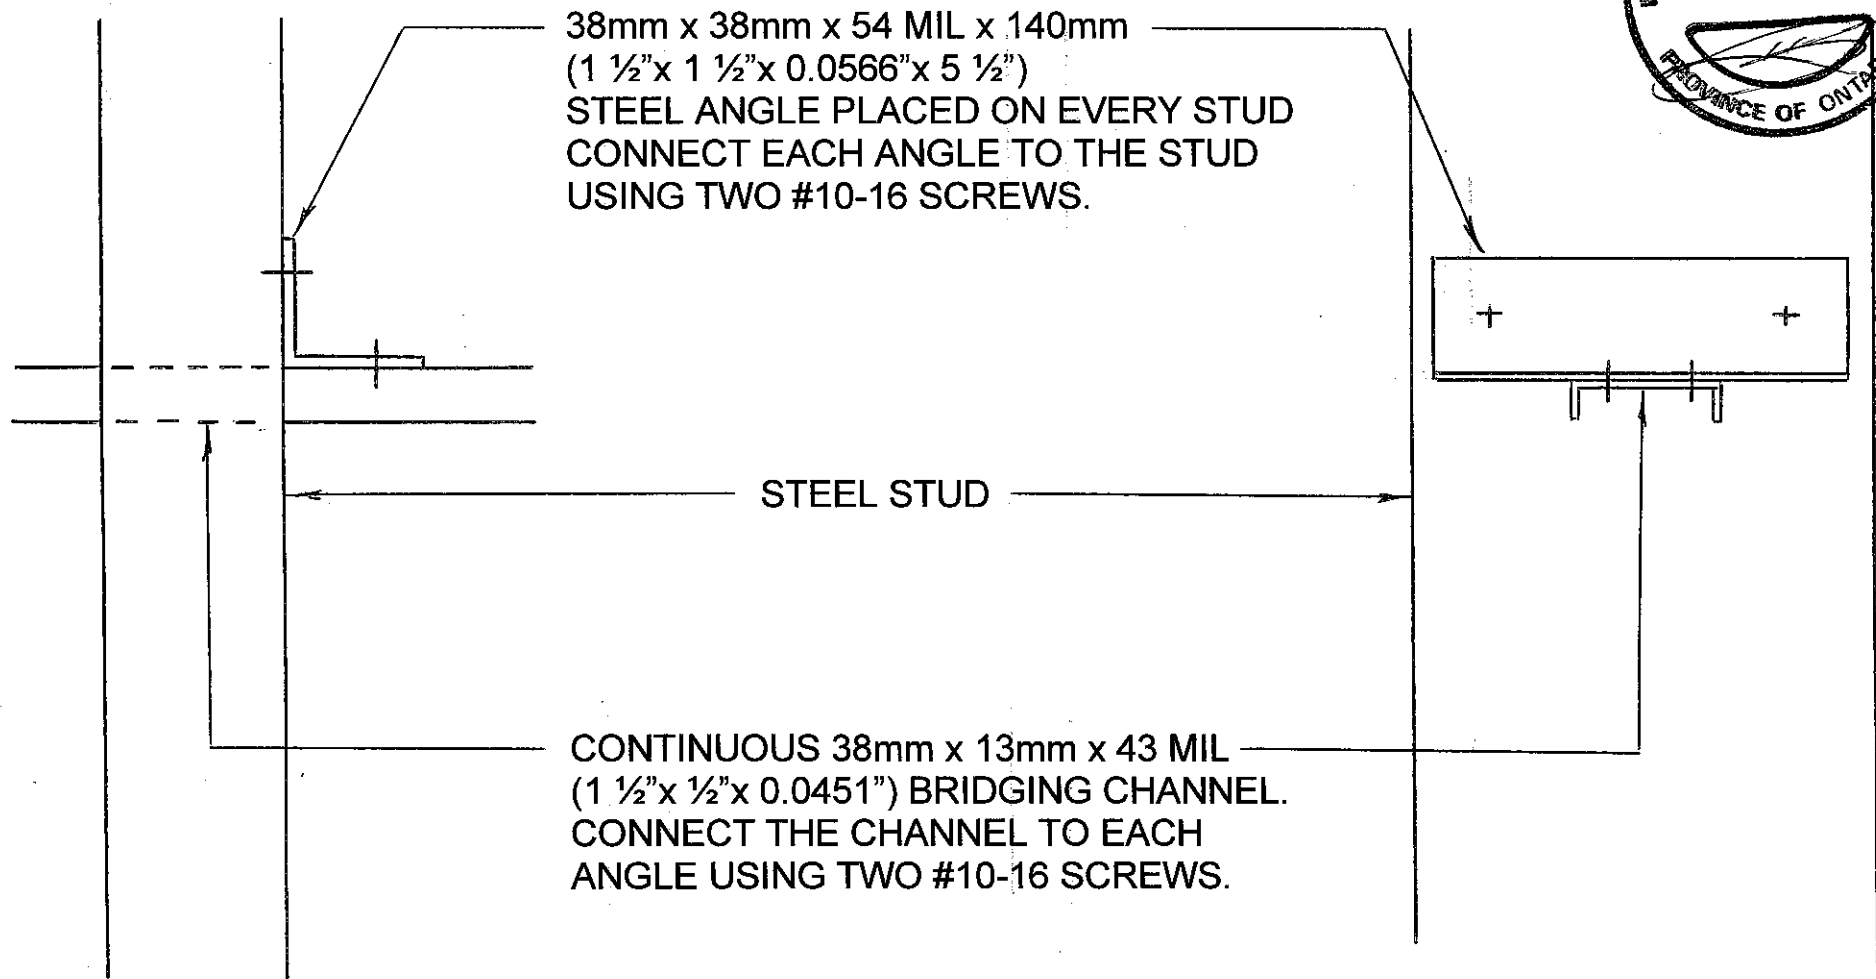 38mm x 38mm x 54 MIL x 140mm
(1 ½”x 1 ½”x 0.0566”x 5 ½”)
STEEL ANGLE PLACED ON EVERY STUD
CONNECT EACH ANGLE TO THE STUD
USING TWO #10-16 SCREWS.
PROVINCE OF
STEEL STUD
CONTINUOUS 38mm x 13mm x 43 MIL
(1 ½”x ½”x 0.0451”) BRIDGING CHANNEL.
CONNECT THE CHANNEL TO EACH
ANGLE USING TWO #10-16 SCREWS.